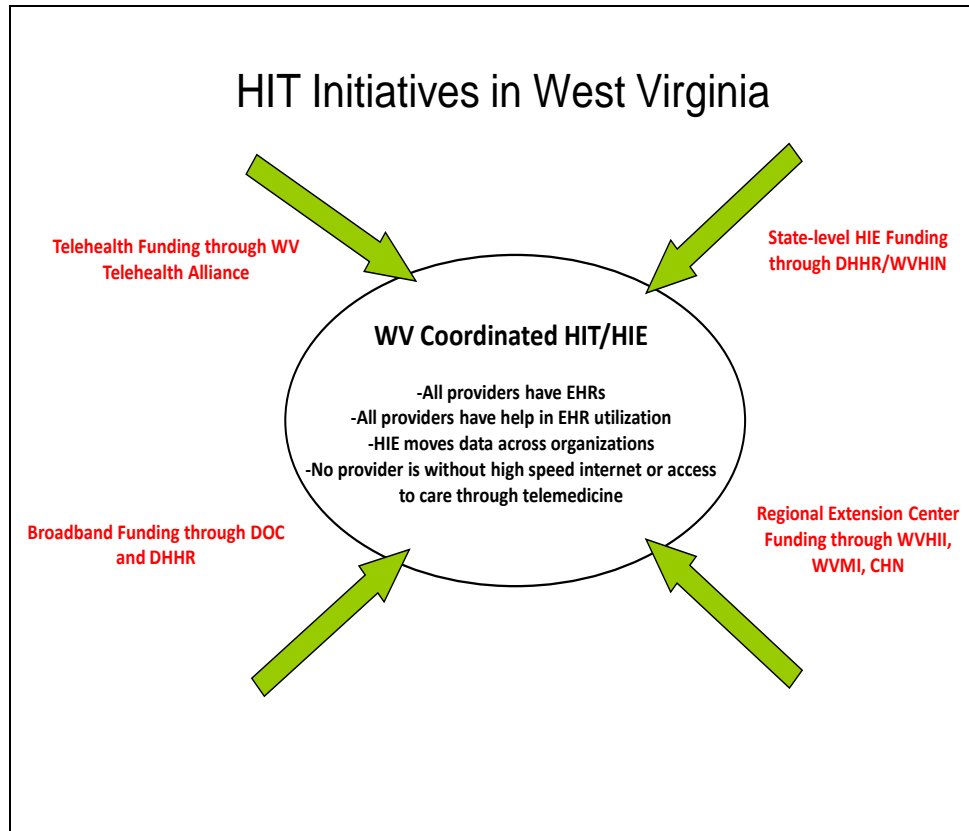 HIT Initiatives in West Virginia
Telehealth Funding through WV
Telehealth Alliance
State-level HIE Funding
through DHHR/WVHIN
WV Coordinated HIT/HIE
-All providers have EHRs
-All providers have help in EHR utilization
-HIE moves data across organizations
-No provider is without high speed internet or access
to care through telemedicine
Broadband Funding through DOC
and DHHR
Regional Extension Center
Funding through WVHII,
WVMI, CHN